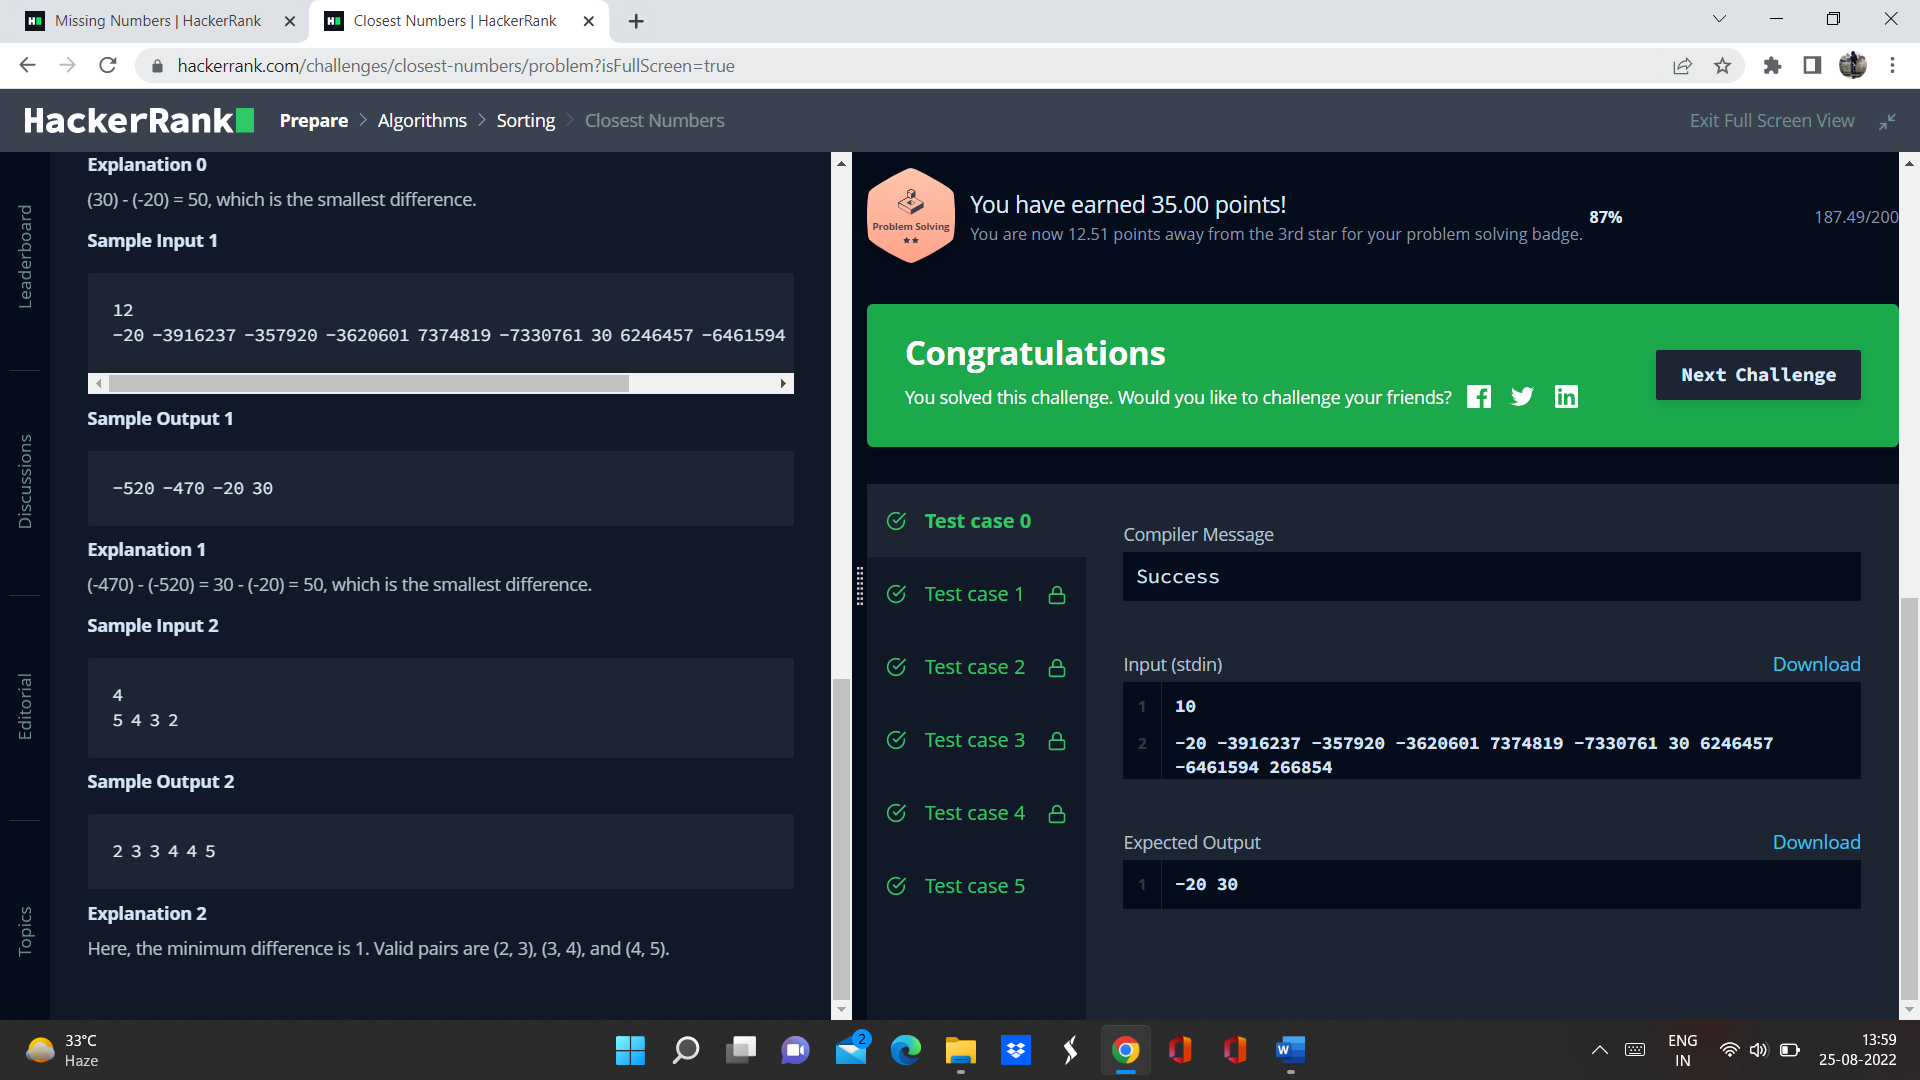 Missing Numbers | HackerRank
Closest Numbers | HackerRank
hackerrank.com/challenges/closest-numbers/problem?isFullScreen=true
HackerRank
Prepare > Algorithms > Sorting > Closest Numbers
Exit Full Screen View
Leaderboard
Discussions
Editorial
Topics
Explanation 0
(30) - (-20) = 50, which is the smallest difference.
Sample Input 1
12
-20 -3916237 -357920 -3620601 7374819 -7330761 30 6246457 -6461594
Sample Output 1
-520 -470 -20 30
Explanation 1
(-470) - (-520) = 30 - (-20) = 50, which is the smallest difference.
Sample Input 2
4
5 4 3 2
Sample Output 2
2 3 3 4 4 5
Explanation 2
Here, the minimum difference is 1. Valid pairs are (2, 3), (3, 4), and (4, 5).
Problem Solving
You have earned 35.00 points!
You are now 12.51 points away from the 3rd star for your problem solving badge.
87%
187.49/200
Congratulations
You solved this challenge. Would you like to challenge your friends?
Next Challenge
Test case 0
Test case 1
Test case 2
Test case 3
Test case 4
Test case 5
Compiler Message
Success
Input (stdin)
Download
1 10
2 -20 -3916237 -357920 -3620601 7374819 -7330761 30 6246457
-6461594 266854
Expected Output
Download
1 -20 30
33°C
Haze
2
ENG
IN
13:59
25-08-2022